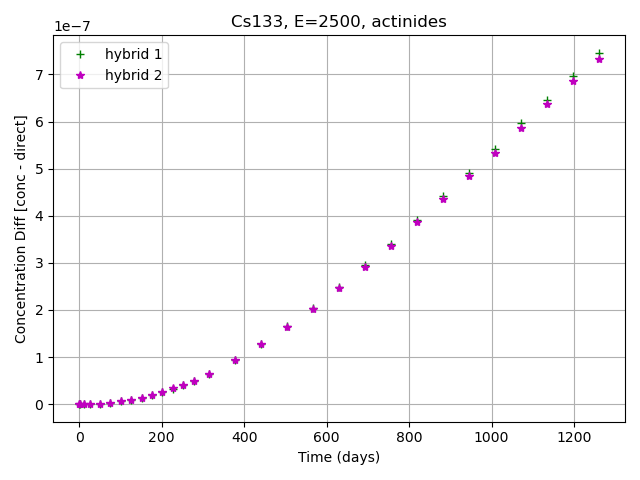 Cs133, E=2500, actinides
1e−7
hybrid 1
hybrid 2
7
6
5
4
3
2
1
0
Concentration Diff [conc - direct]
0 200 400 600 800 1000 1200
Time (days)